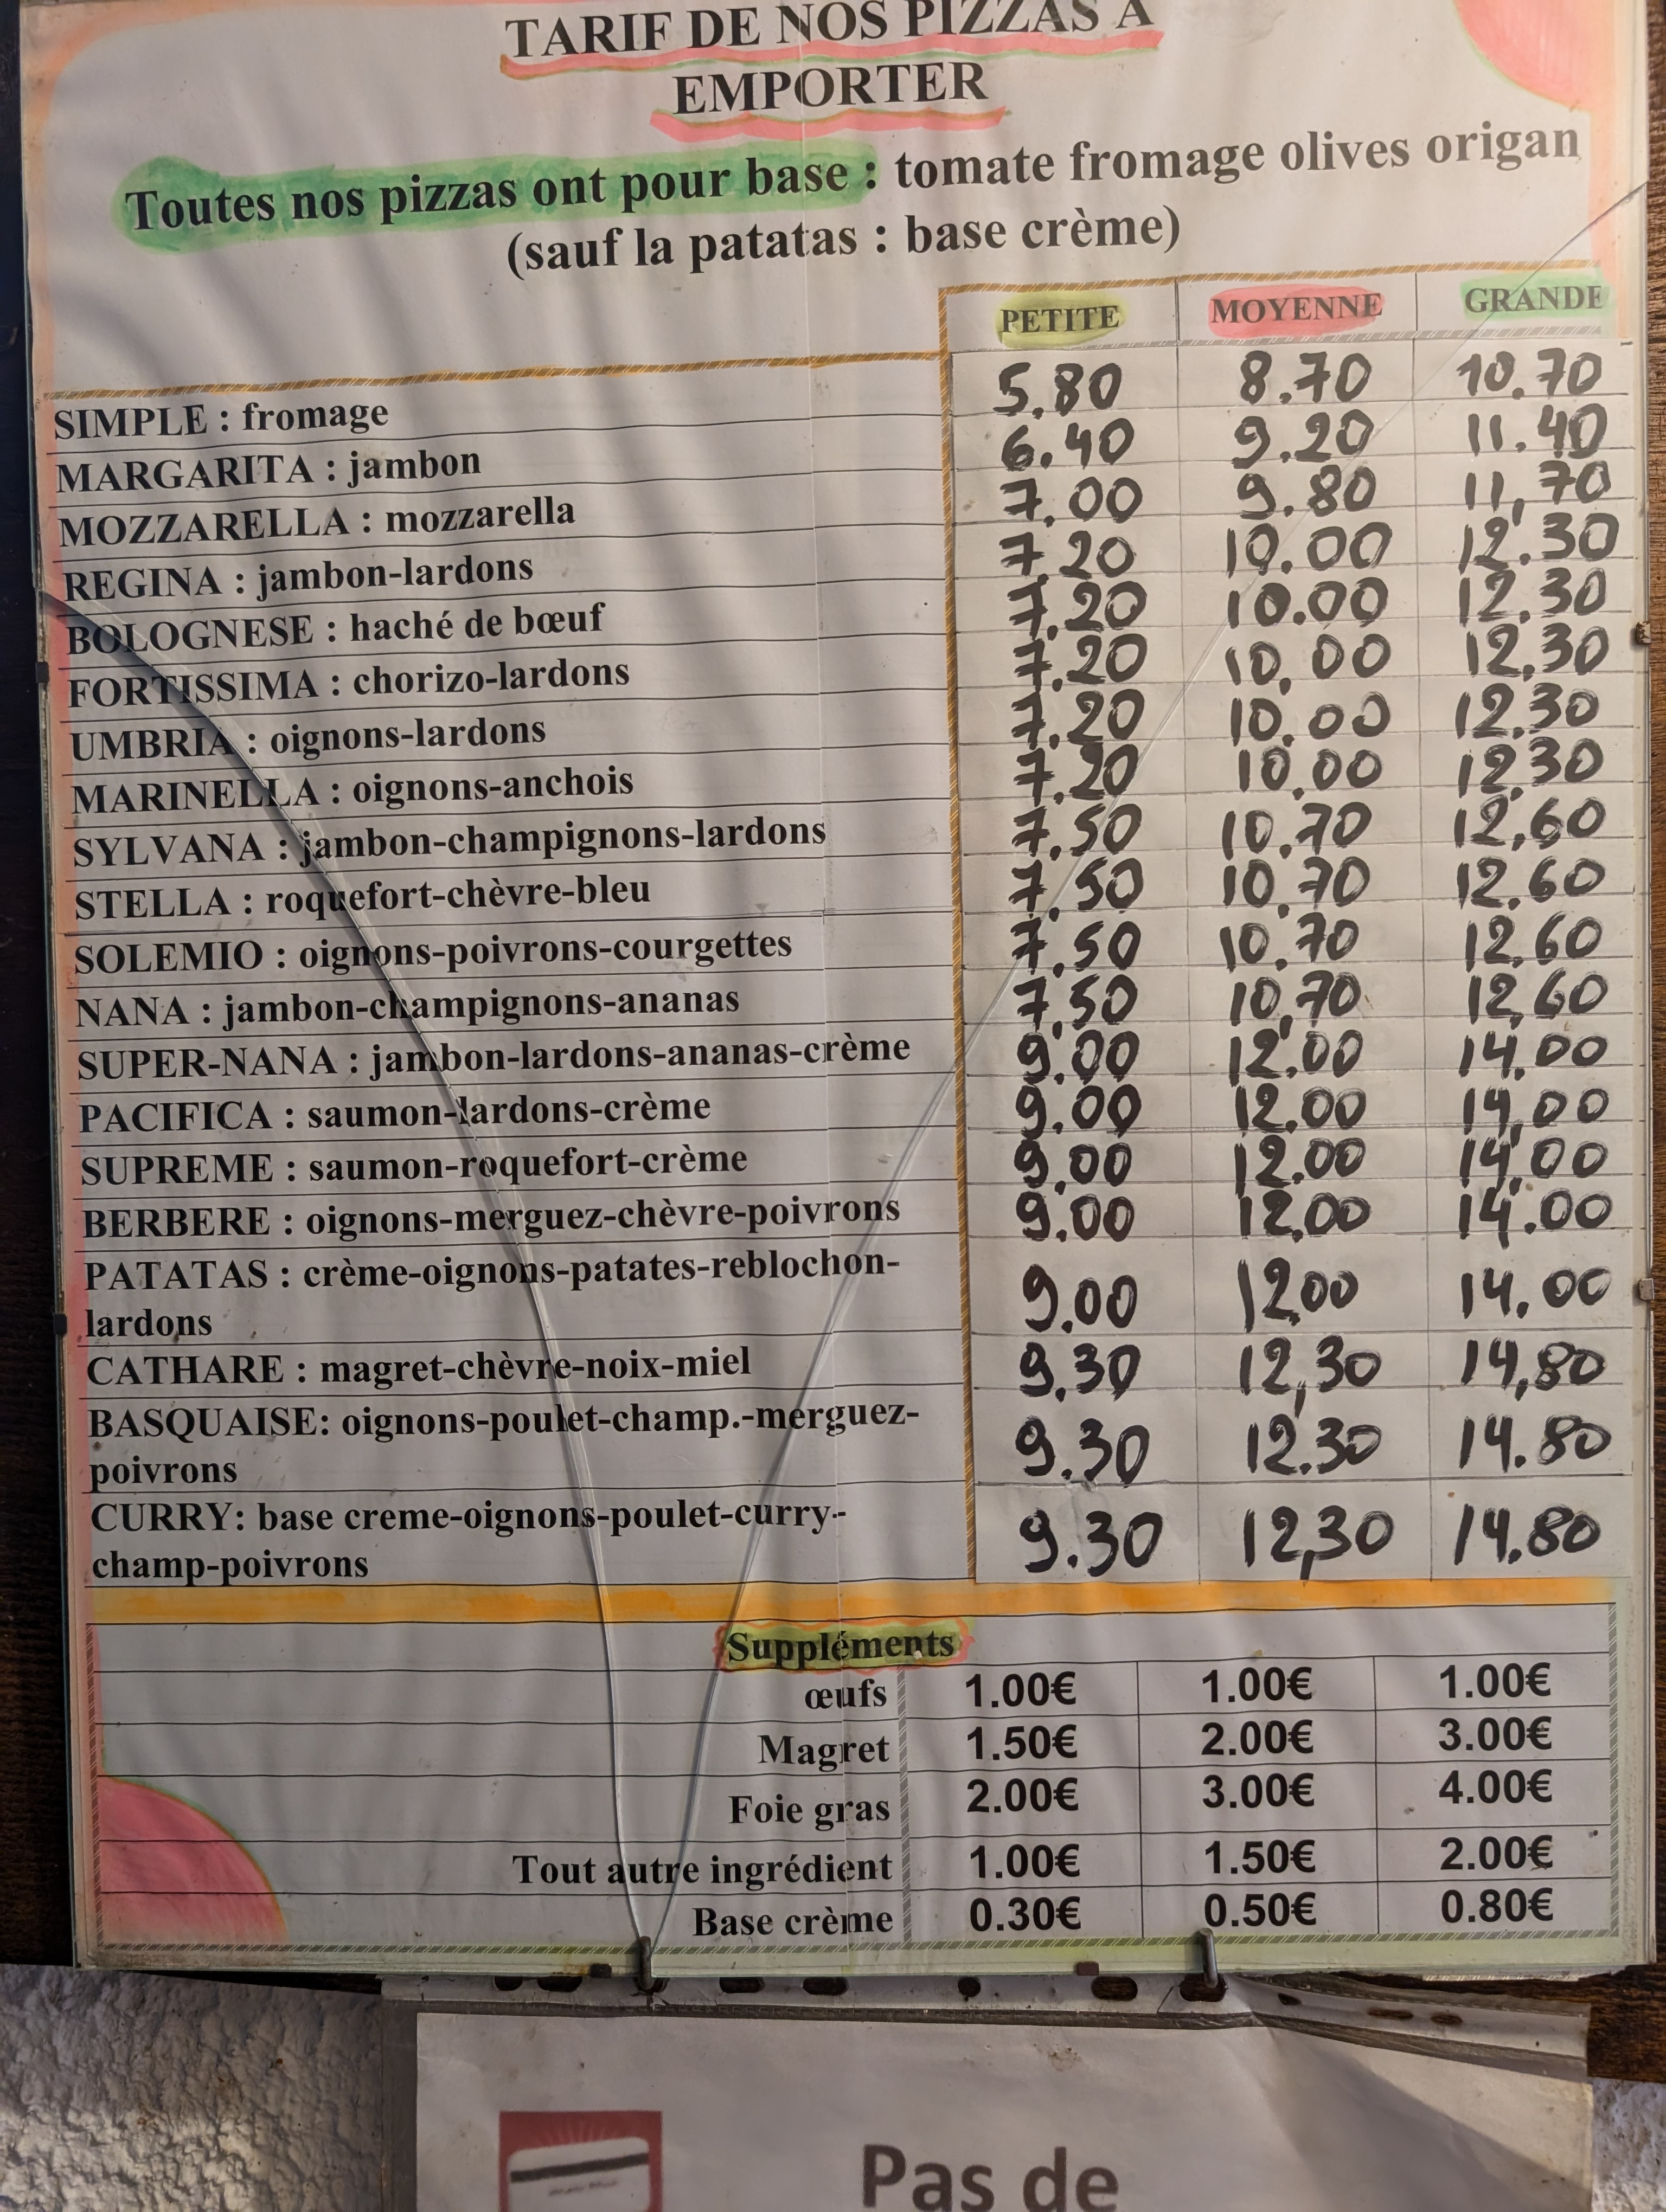 TARIF DE NOS PIZZAS A
EMPORTER
Toutes nos pizzas ont pour base : tomate fromage olives origan
(sauf la patatas : base crème)
PETITE MOYENNE GRANDE
SIMPLE : fromage 5.80 8.70 10.70
MARGARITA : jambon 6.40 9.20 11.40
MOZZARELLA : mozzarella 7.00 9.80 11,70
REGINA : jambon-lardons 7.20 10.00 12.30
BOLOGNESE : haché de bœuf 7.20 10.00 12.30
FORTISSIMA : chorizo-lardons 7.20 10,00 12,30
UMBRIA : oignons-lardons 7.20 10.00 12.30
MARINELLA : oignons-anchois 7.20 10,00 12.30
SYLVANA : jambon-champignons-lardons 7,50 10,70 12,60
STELLA : roquefort-chèvre-bleu 7,50 10,70 12.60
SOLEMIO : oignons-poivrons-courgettes 7,50 10.70 12.60
NANA : jambon-champignons-ananas 7,50 10,70 12,60
SUPER-NANA : jambon-lardons-ananas-crème 9.00 12.00 14.00
PACIFICA : saumon-lardons-crème 9.00 12.00 14,00
SUPREME : saumon-roquefort-crème 9.00 12.00 14,00
BERBERE : oignons-merguez-chèvre-poivrons 9.00 12.00 14.00
PATATAS : crème-oignons-patates-reblochon-
lardons 9.00 12.00 14.00
CATHARE : magret-chèvre-noix-miel 9.30 12,30 14,80
BASQUAISE: oignons-poulet-champ.-merguez-
poivrons 9.30 12.30 14.80
CURRY: base creme-oignons-poulet-curry-
champ-poivrons 9.30 12,30 14.80
Suppléments
œufs 1.00€ 1.00€ 1.00€
Magret 1.50€ 2.00€ 3.00€
Foie gras 2.00€ 3.00€ 4.00€
Tout autre ingrédient 1.00€ 1.50€ 2.00€
Base crème 0.30€ 0.50€ 0.80€
Pas de